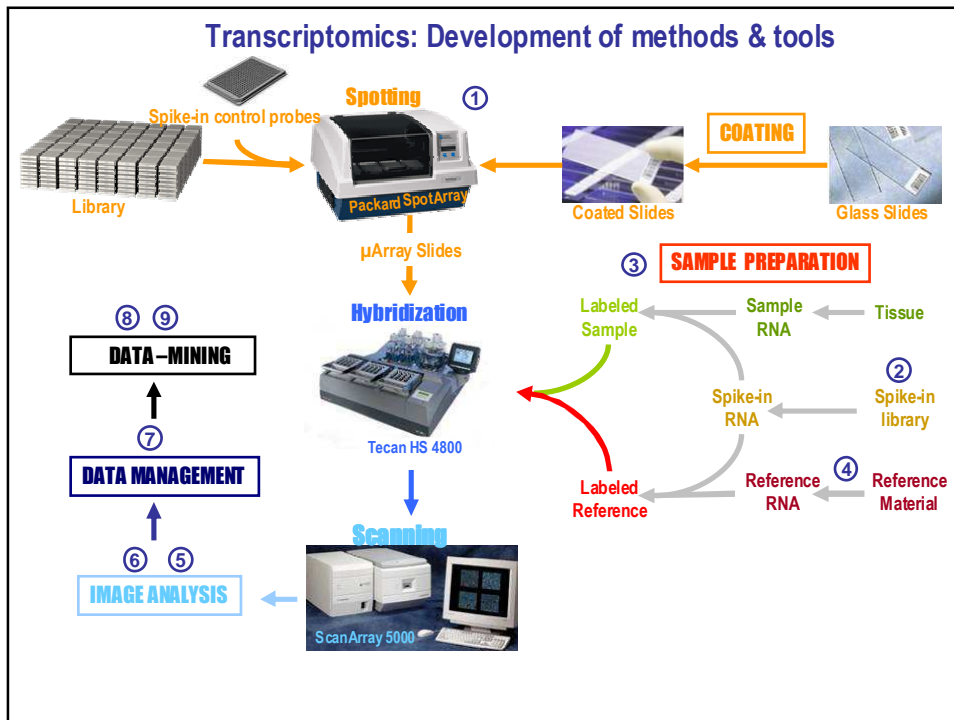 Transcriptomics: Development of methods & tools
Spotting
①
Spike-in control probes
COATING
Library
Packard SpotArray
Coated Slides
Glass Slides
µArray Slides
③
SAMPLE PREPARATION
Labeled
Sample
Sample
RNA
Tissue
⑧ ⑨
Hybridization
DATA–MINING
②
Spike-in
RNA
Spike-in
library
⑦
Tecan HS 4800
DATA MANAGEMENT
④
Labeled
Reference
Reference
RNA
Reference
Material
Scanning
⑥ ⑤
IMAGE ANALYSIS
ScanArray 5000